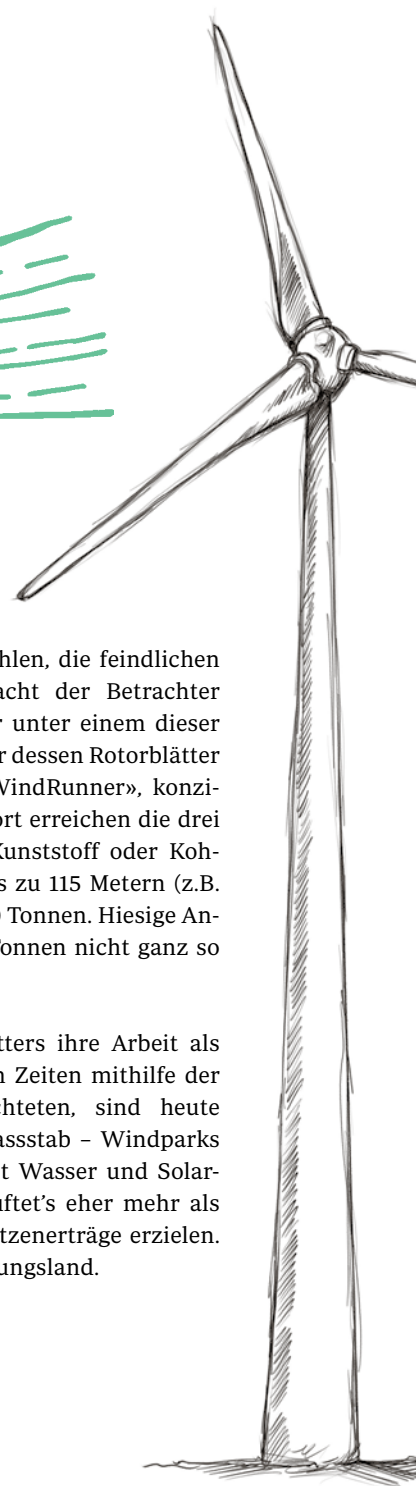 hlen, die feindlichen
acht der Betrachter
r unter einem dieser
r dessen Rotorblätter
WindRunner», konzi-
ort erreichen die drei
Kunststoff oder Koh-
s zu 115 Metern (z.B.
) Tonnen. Hiesige An-
Tonnen nicht ganz so
tters ihre Arbeit als
n Zeiten mithilfe der
chteten, sind heute
assstab – Windparks
t Wasser und Solar-
üftet's eher mehr als
tzenerträge erzielen.
ungsland.